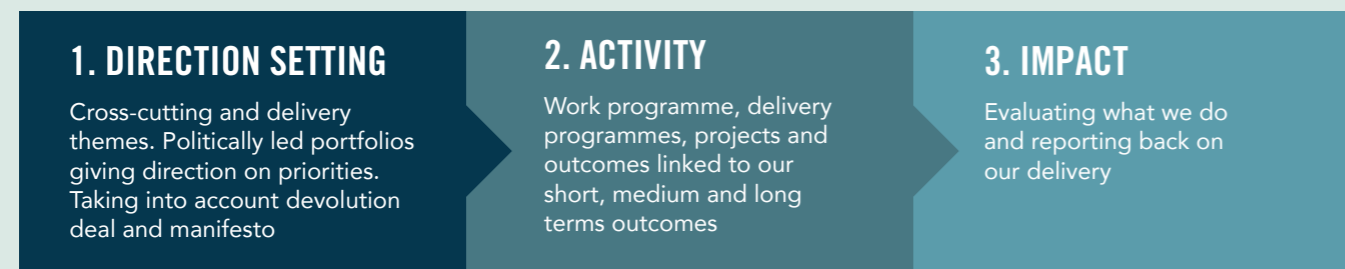 1. DIRECTION SETTING
Cross-cutting and delivery
themes. Politically led portfolios
giving direction on priorities.
Taking into account devolution
deal and manifesto
2. ACTIVITY
Work programme, delivery
programmes, projects and
outcomes linked to our
short, medium and long
terms outcomes
3. IMPACT
Evaluating what we do
and reporting back on
our delivery